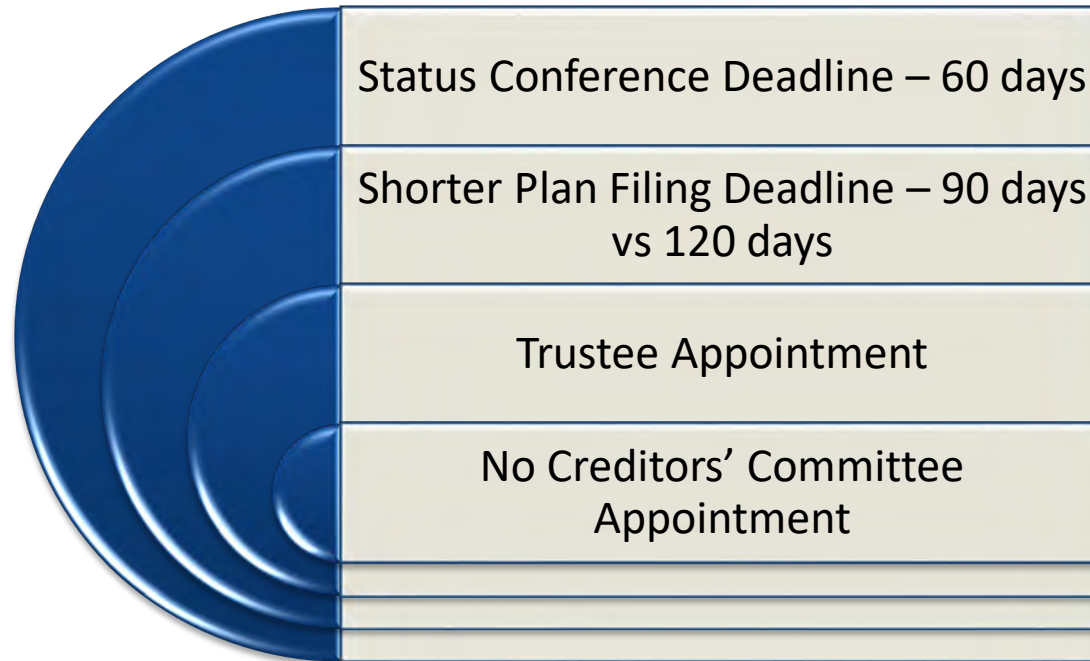 Status Conference Deadline – 60 days
Shorter Plan Filing Deadline – 90 days
vs 120 days
Trustee Appointment
No Creditors’ Committee
Appointment